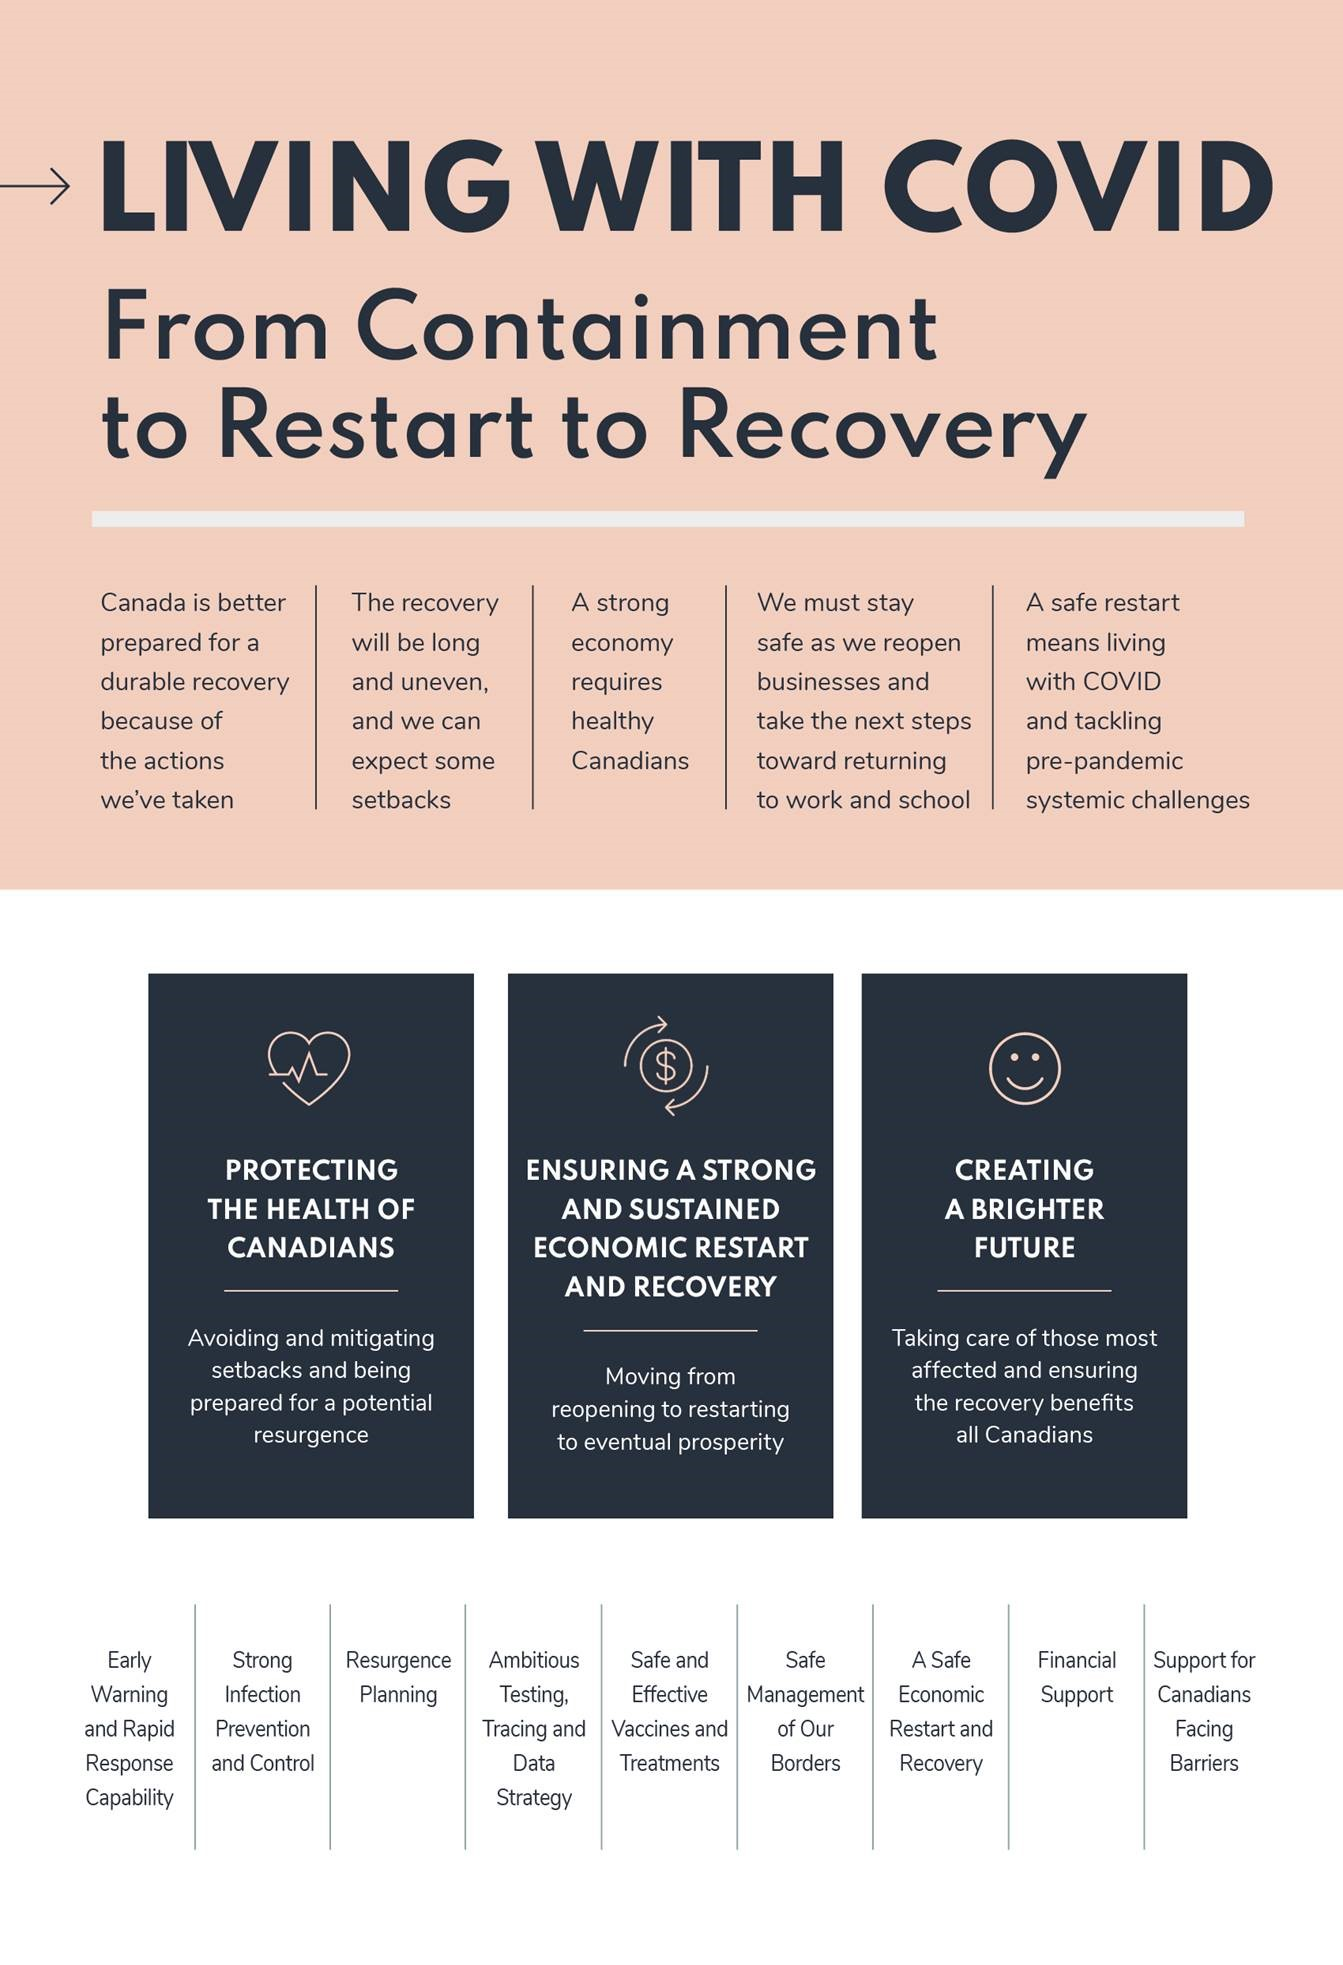 LIVING WITH COVID
From Containment
to Restart to Recovery
Canada is better
prepared for a
durable recovery
because of
the actions
we’ve taken
The recovery
will be long
and uneven,
and we can
expect some
setbacks
A strong
economy
requires
healthy
Canadians
We must stay
safe as we reopen
businesses and
take the next steps
toward returning
to work and school
A safe restart
means living
with COVID
and tackling
pre-pandemic
systemic challenges
PROTECTING
THE HEALTH OF
CANADIANS
Avoiding and mitigating
setbacks and being
prepared for a potential
resurgence
$
ENSURING A STRONG
AND SUSTAINED
ECONOMIC RESTART
AND RECOVERY
Moving from
reopening to restarting
to eventual prosperity
CREATING
A BRIGHTER
FUTURE
Taking care of those most
affected and ensuring
the recovery benefits
all Canadians
Early
Warning
and Rapid
Response
Capability
Strong
Infection
Prevention
and Control
Resurgence
Planning
Ambitious
Testing,
Tracing and
Data
Strategy
Safe and
Effective
Vaccines and
Treatments
Safe
Management
of Our
Borders
A Safe
Economic
Restart and
Recovery
Financial
Support
Support for
Canadians
Facing
Barriers